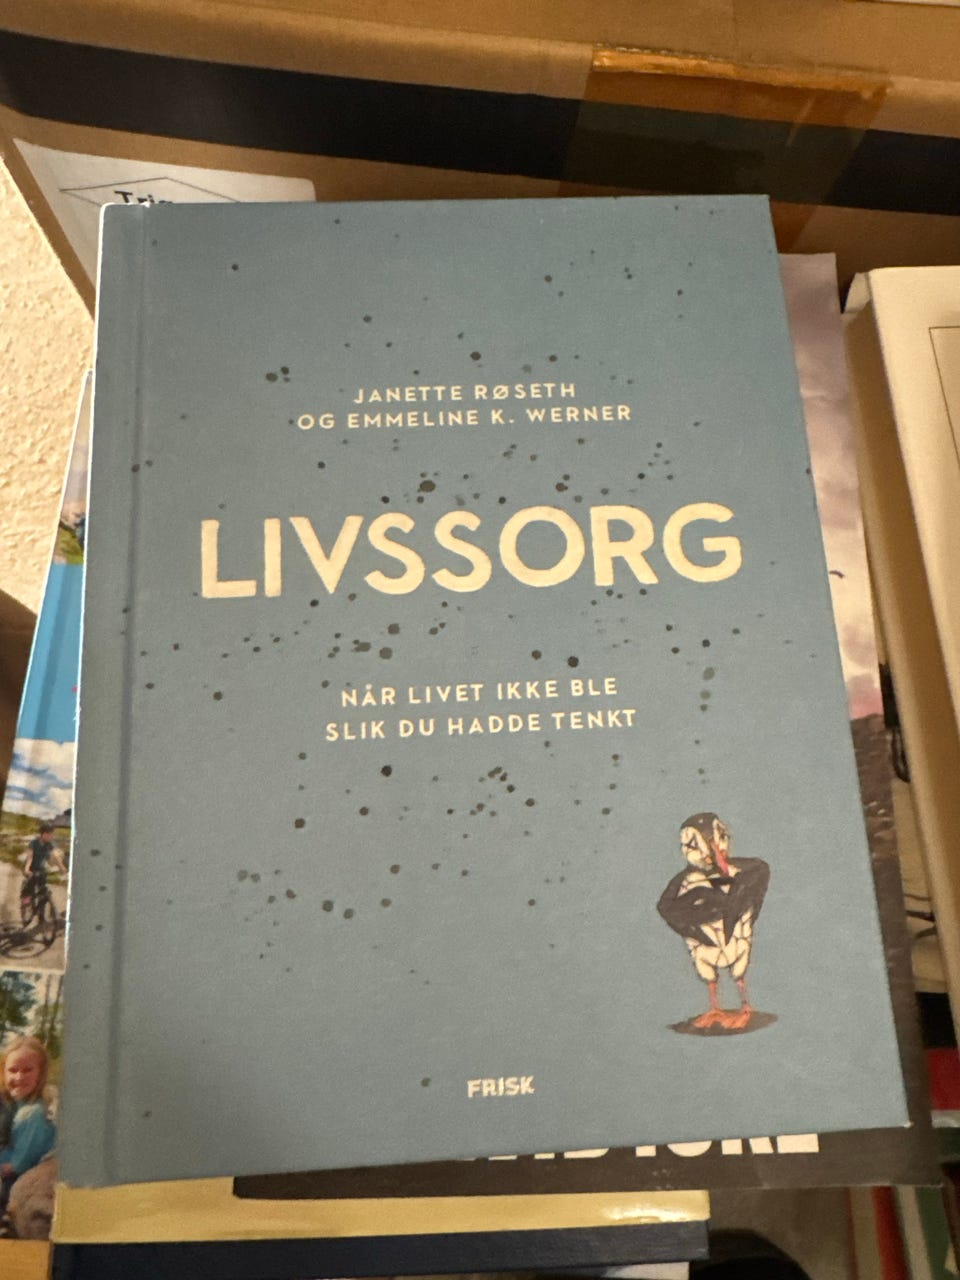 JANETTE RØSETH
OG EMMELINE K. WERNER
LIVSSORG
NÅR LIVET IKKE BLE
SLIK DU HADDE TENKT
FRISK